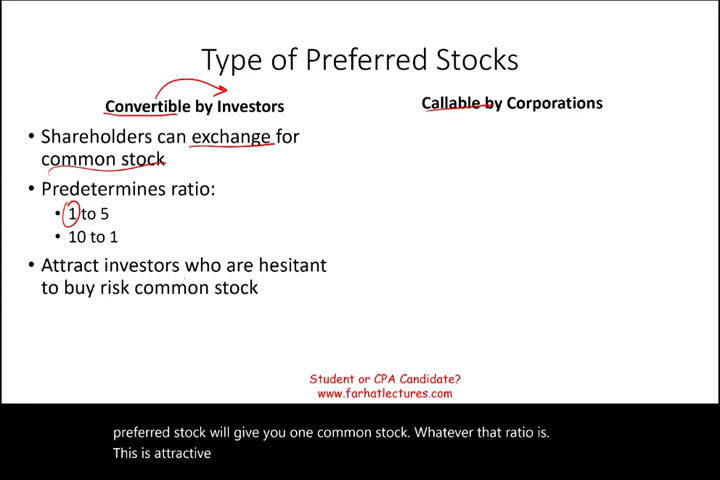 Type of Preferred Stocks
Convertible by Investors
• Shareholders can exchange for
common stock
• Predetermines ratio:
• 1 to 5
• 10 to 1
• Attract investors who are hesitant
to buy risk common stock
Callable by Corporations
Student or CPA Candidate?
www.farhatlectures.com
preferred stock will give you one common stock. Whatever that ratio is.
This is attractive